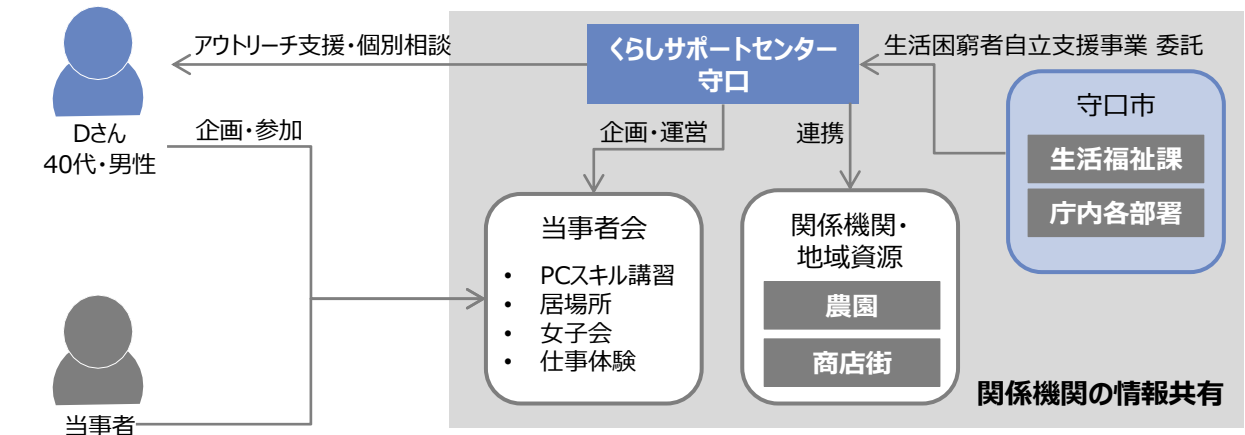 アウトリーチ支援・個別相談
くらしサポートセンター
守口
生活困窮者自立支援事業 委託
守口市
生活福祉課
庁内各部署
Dさん
40代・男性
企画・参加
企画・運営
連携
当事者会
• PCスキル講習
• 居場所
• 女子会
• 仕事体験
関係機関・
地域資源
農園
商店街
関係機関の情報共有
当事者